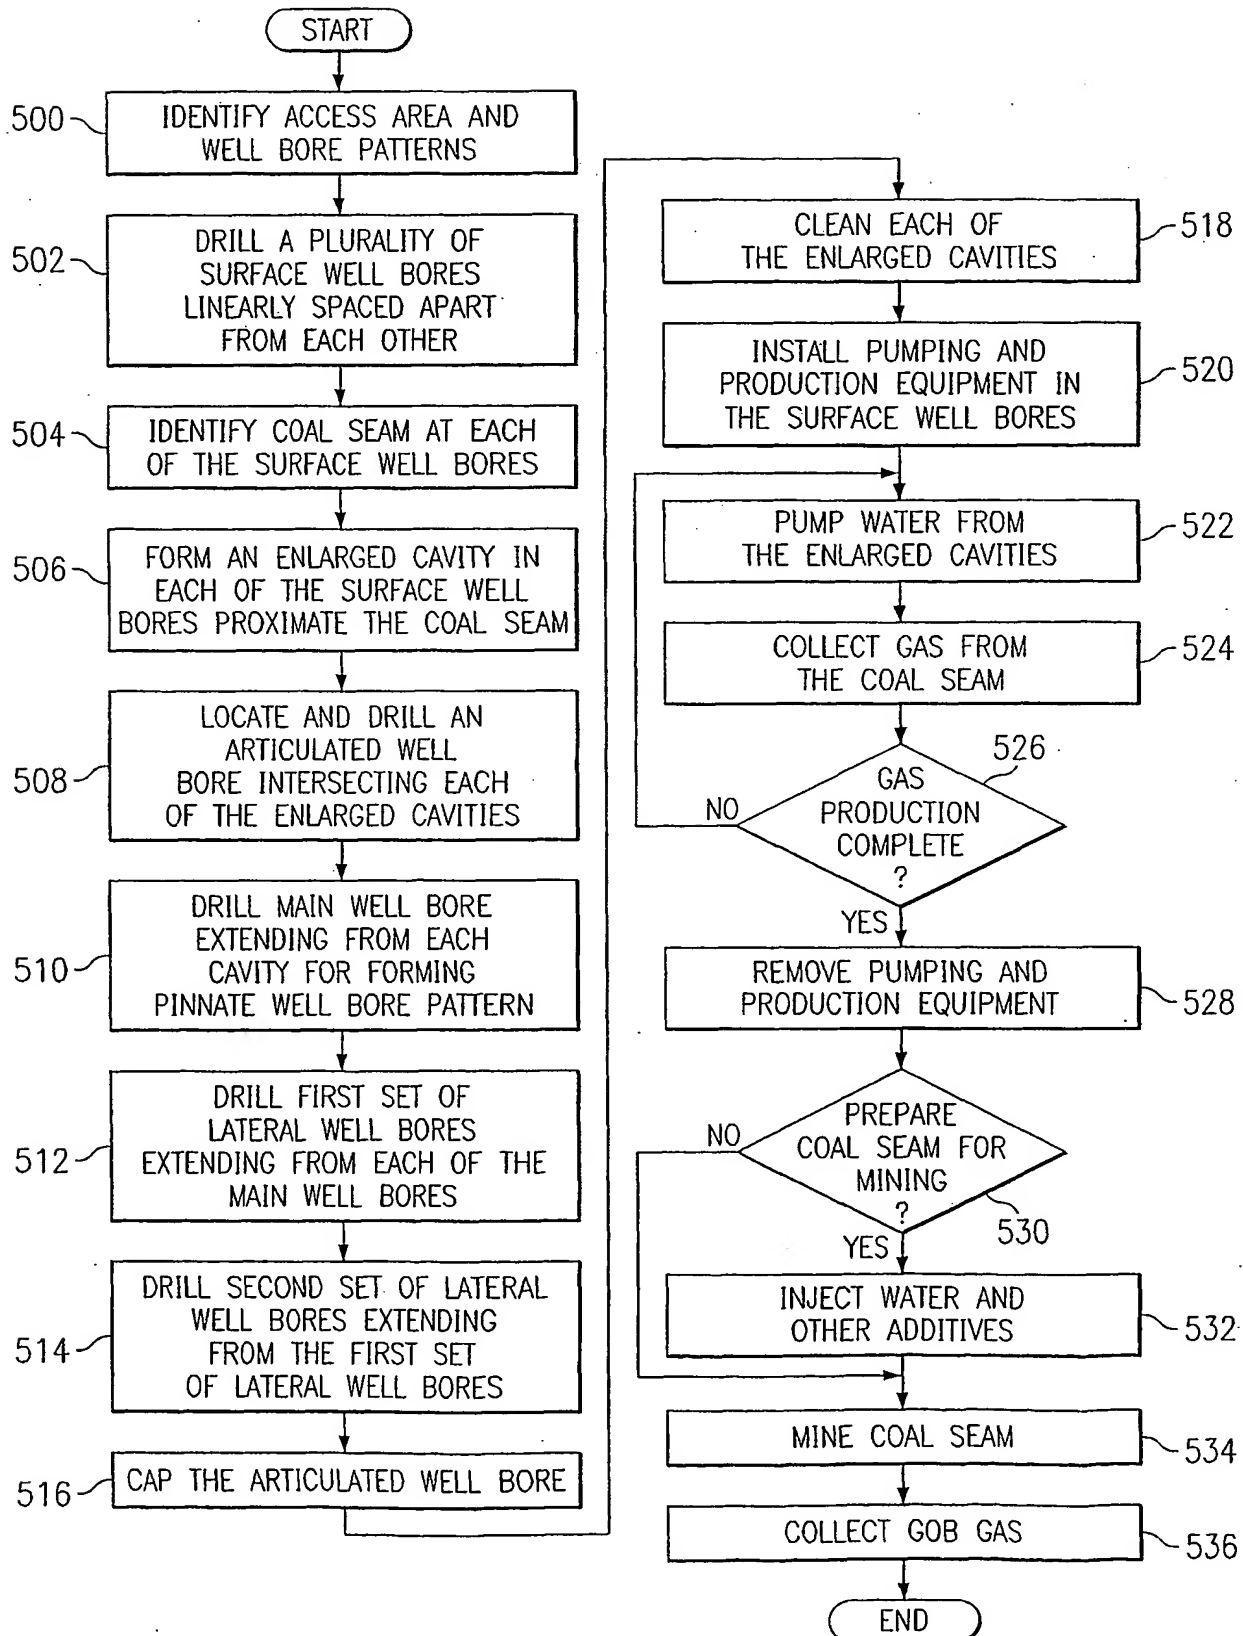 START
500
IDENTIFY ACCESS AREA AND
WELL BORE PATTERNS
502
DRILL A PLURALITY OF
SURFACE WELL BORES
LINEARLY SPACED APART
FROM EACH OTHER
504
IDENTIFY COAL SEAM AT EACH
OF THE SURFACE WELL BORES
506
FORM AN ENLARGED CAVITY IN
EACH OF THE SURFACE WELL
BORES PROXIMATE THE COAL SEAM
508
LOCATE AND DRILL AN
ARTICULATED WELL
BORE INTERSECTING EACH
OF THE ENLARGED CAVITIES
510
DRILL MAIN WELL BORE
EXTENDING FROM EACH
CAVITY FOR FORMING
PINNATE WELL BORE PATTERN
512
DRILL FIRST SET OF
LATERAL WELL BORES
EXTENDING FROM EACH OF THE
MAIN WELL BORES
514
DRILL SECOND SET OF LATERAL
WELL BORES EXTENDING
FROM THE FIRST SET
OF LATERAL WELL BORES
516
CAP THE ARTICULATED WELL BORE
CLEAN EACH OF
THE ENLARGED CAVITIES
518
INSTALL PUMPING AND
PRODUCTION EQUIPMENT IN
THE SURFACE WELL BORES
520
PUMP WATER FROM
THE ENLARGED CAVITIES
522
COLLECT GAS FROM
THE COAL SEAM
524
GAS
PRODUCTION
COMPLETE
?
526
NO
YES
REMOVE PUMPING AND
PRODUCTION EQUIPMENT
528
PREPARE
COAL SEAM FOR
MINING
?
530
NO
YES
INJECT WATER AND
OTHER ADDITIVES
532
MINE COAL SEAM
534
COLLECT GOB GAS
536
END